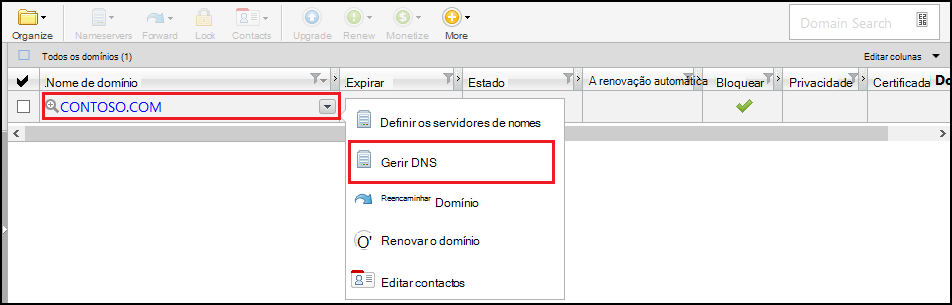 Organize Nameservers Forward Lock Contacts Upgrade Renew Monetize More Domain Search
Todos os domínios (1) Editar colunas
Nome de domínio Expirar Estado A renovação automática Bloquear Privacidade Certificada Do
CONTOSO.COM
Definir os servidores de nomes
Gerir DNS
Reencaminhar Domínio
O' Renovar o domínio
Editar contactos